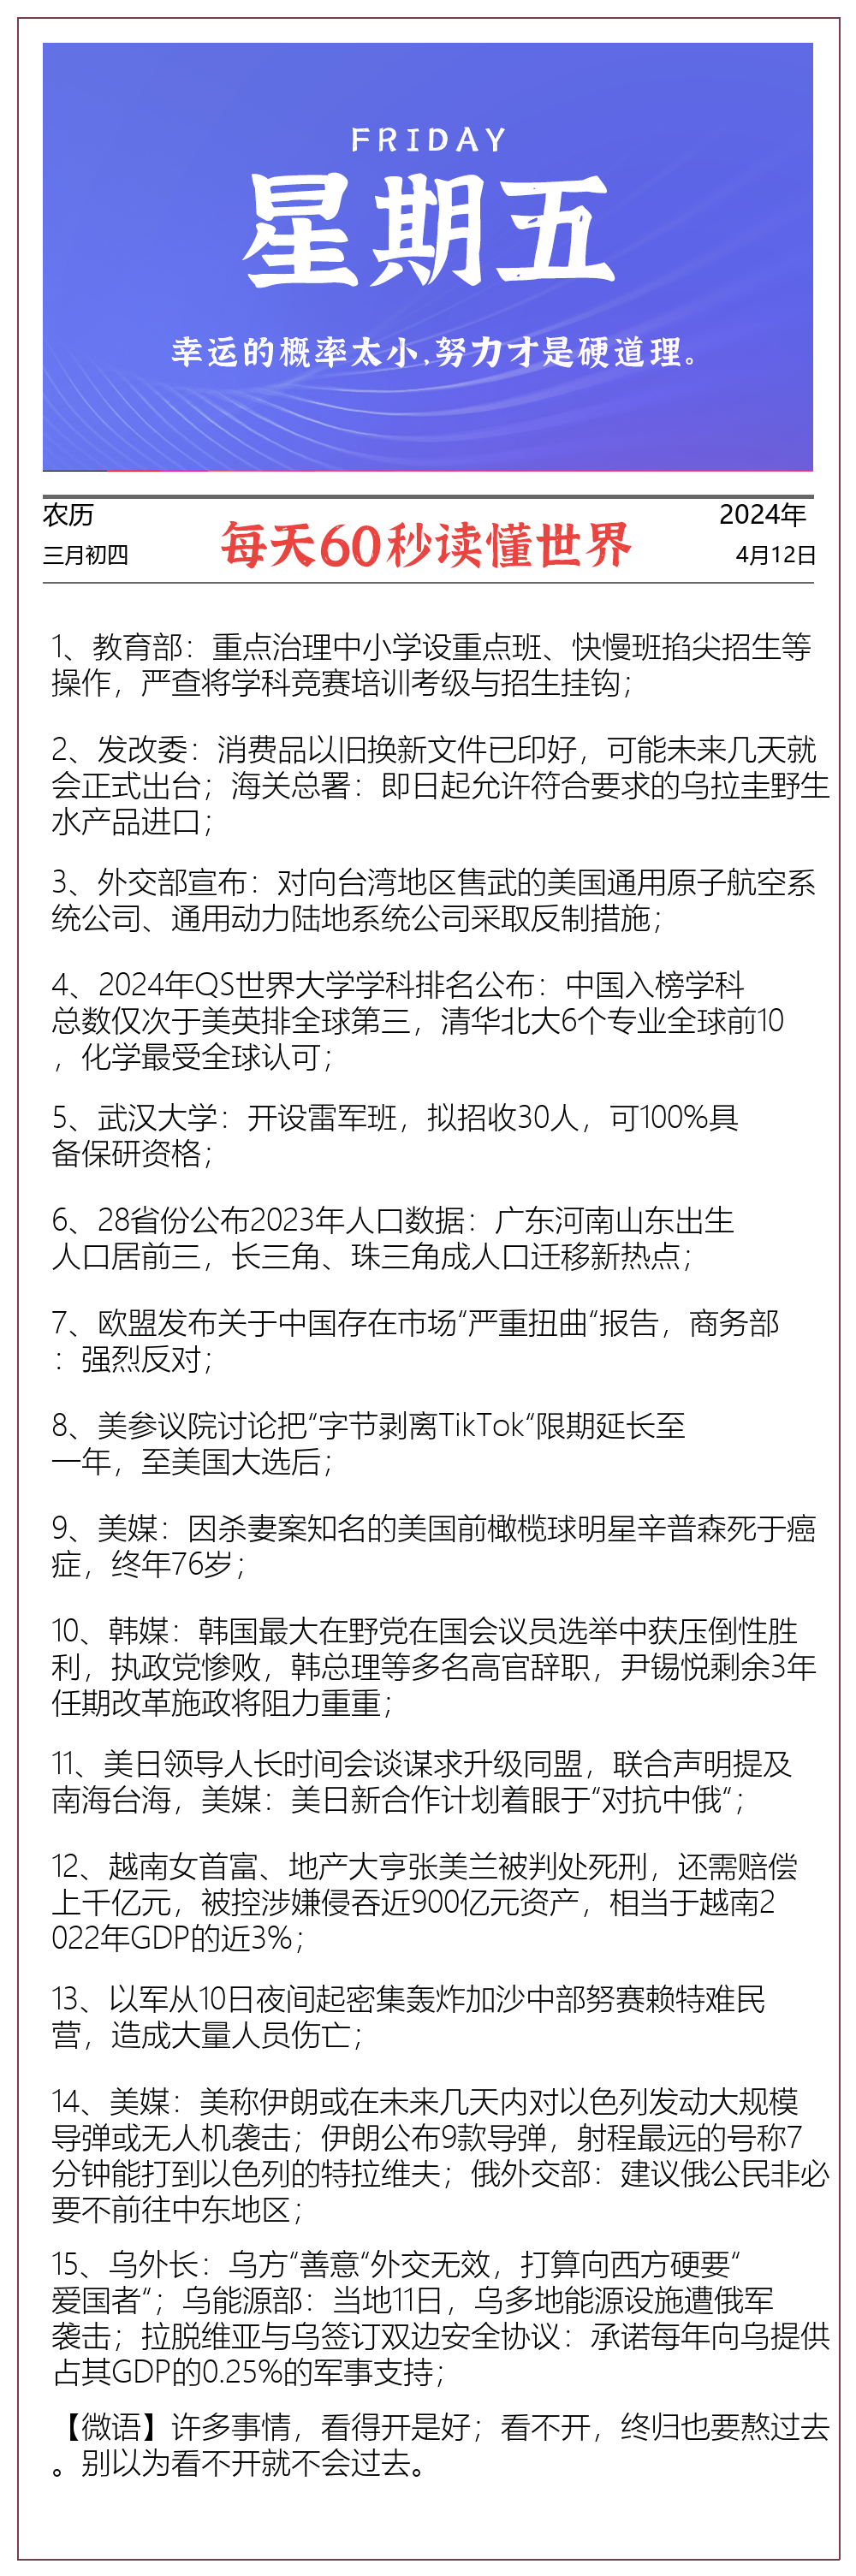 FRIDAY
星期五
幸运的概率太小,努力才是硬道理。
农历
三月初四
每天60秒读懂世界
2024年
4月12日
1、教育部：重点治理中小学设重点班、快慢班掐尖招生等
操作，严查将学科竞赛培训考级与招生挂钩；
2、发改委：消费品以旧换新文件已印好，可能未来几天就
会正式出台；海关总署：即日起允许符合要求的乌拉圭野生
水产品进口；
3、外交部宣布：对向台湾地区售武的美国通用原子航空系
统公司、通用动力陆地系统公司采取反制措施；
4、2024年QS世界大学学科排名公布：中国入榜学科
总数仅次于美英排全球第三，清华北大6个专业全球前10
，化学最受全球认可；
5、武汉大学：开设雷军班，拟招收30人，可100%具
备保研资格；
6、28省份公布2023年人口数据：广东河南山东出生
人口居前三，长三角、珠三角成人口迁移新热点；
7、欧盟发布关于中国存在市场“严重扭曲“报告，商务部
：强烈反对；
8、美参议院讨论把“字节剥离TikTok“限期延长至
一年，至美国大选后；
9、美媒：因杀妻案知名的美国前橄榄球明星辛普森死于癌
症，终年76岁；
10、韩媒：韩国最大在野党在国会议员选举中获压倒性胜
利，执政党惨败，韩总理等多名高官辞职，尹锡悦剩余3年
任期改革施政将阻力重重；
11、美日领导人长时间会谈谋求升级同盟，联合声明提及
南海台海，美媒：美日新合作计划着眼于“对抗中俄“；
12、越南女首富、地产大亨张美兰被判处死刑，还需赔偿
上千亿元，被控涉嫌侵吞近900亿元资产，相当于越南2
022年GDP的近3%；
13、以军从10日夜间起密集轰炸加沙中部努赛赖特难民
营，造成大量人员伤亡；
14、美媒：美称伊朗或在未来几天内对以色列发动大规模
导弹或无人机袭击；伊朗公布9款导弹，射程最远的号称7
分钟能打到以色列的特拉维夫；俄外交部：建议俄公民非必
要不前往中东地区；
15、乌外长：乌方“善意“外交无效，打算向西方硬要“
爱国者“；乌能源部：当地11日，乌多地能源设施遭俄军
袭击；拉脱维亚与乌签订双边安全协议：承诺每年向乌提供
占其GDP的0.25%的军事支持；
【微语】许多事情，看得开是好；看不开，终归也要熬过去
。别以为看不开就不会过去。